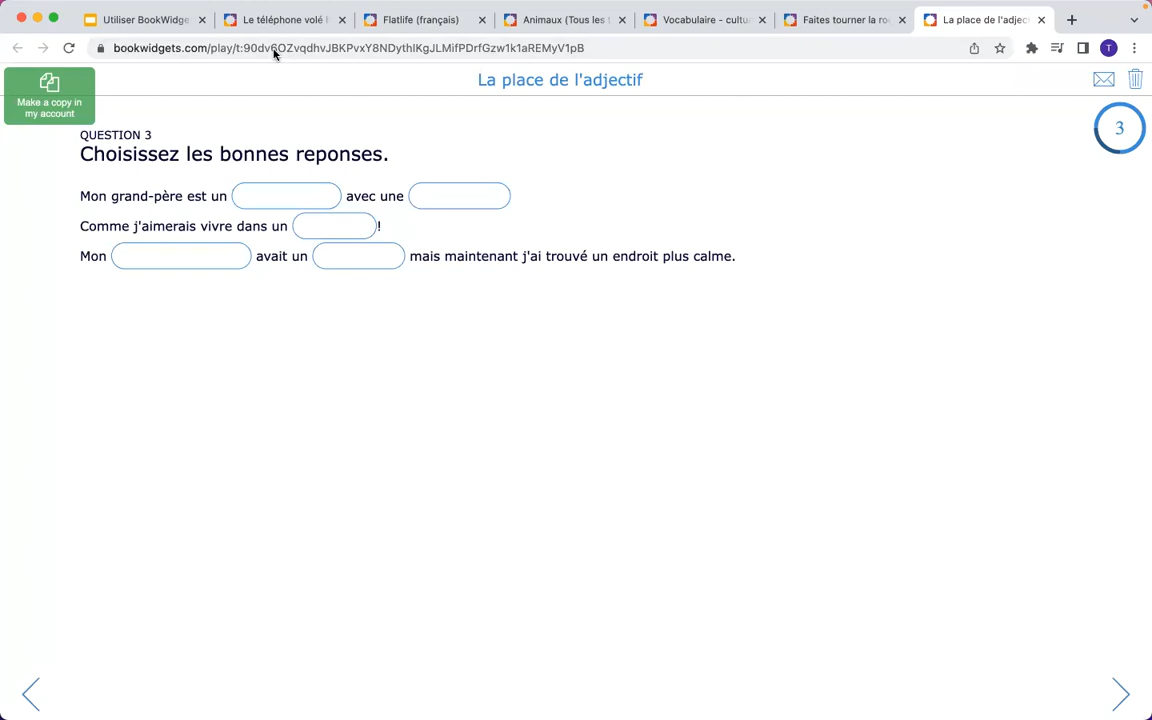 Utiliser BookWidge
Le téléphone volé
Flatlife (français)
Animaux (Tous les
Vocabulaire - cultu
Faites tourner la ro
La place de l'adject
bookwidgets.com/play/t:90dv6OZvqdhvJBKPvxY8NDythIKgJLMifPDrfGzw1k1aREMyV1pB
T
Make a copy in
my account
La place de l'adjectif
3
QUESTION 3
Choisissez les bonnes reponses.
Mon grand-père est un avec une
Comme j'aimerais vivre dans un !
Mon avait un mais maintenant j'ai trouvé un endroit plus calme.